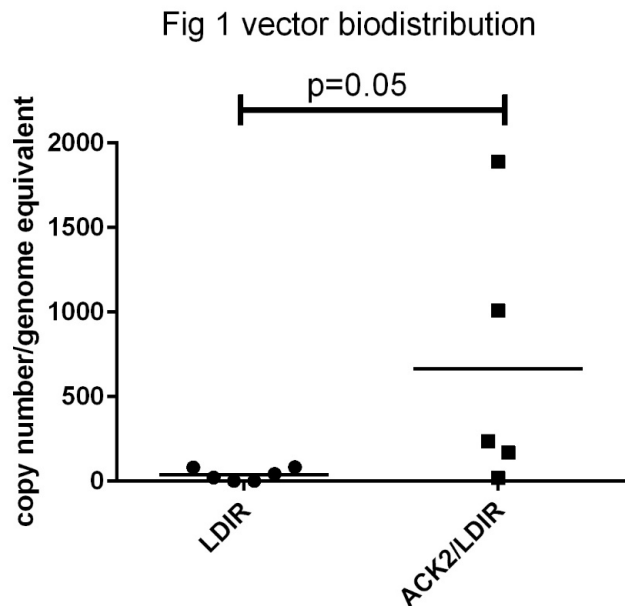 Fig 1 vector biodistribution
p=0.05
copy number/genome equivalent
2000
1500
1000
500
0
LDIR
ACK2/LDIR